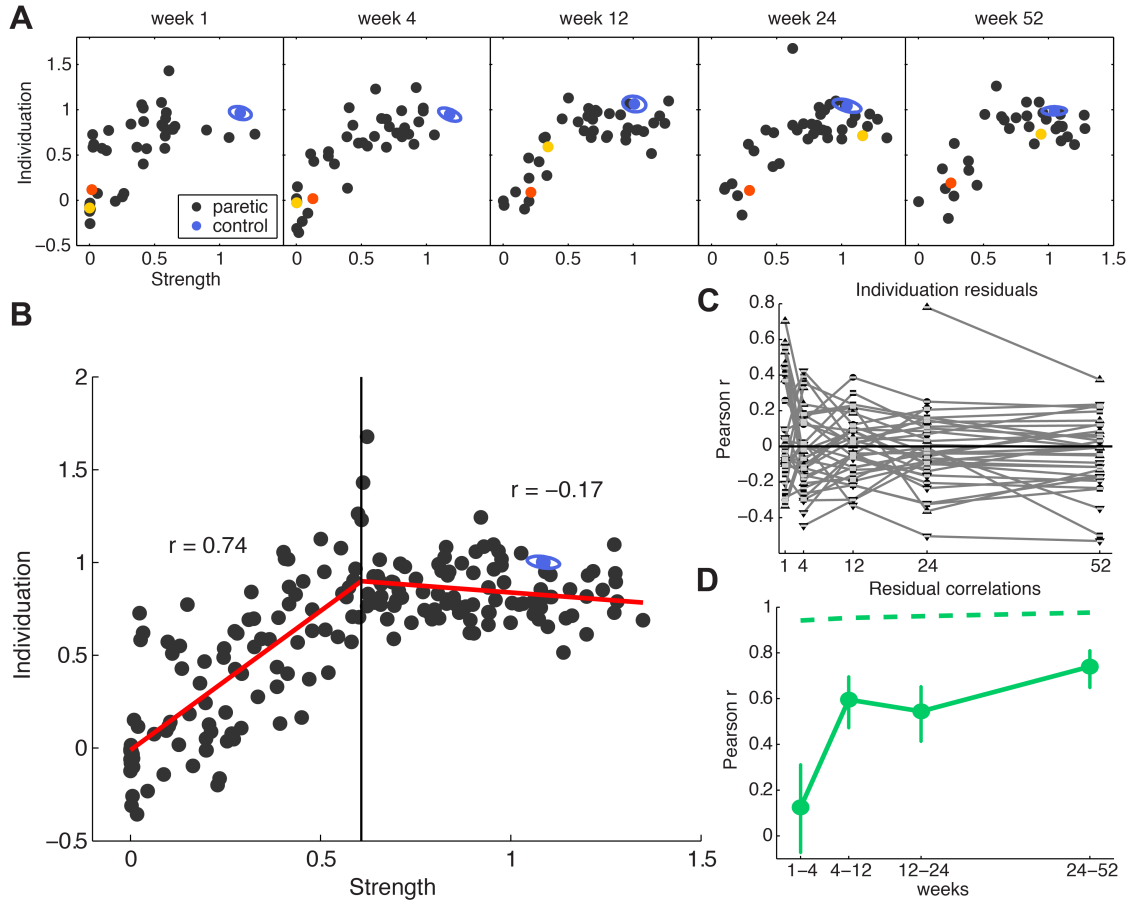 A
week 1 week 4 week 12 week 24 week 52
Individuation
1.5
1
0.5
0
−0.5
paretic
control
0 0.5 1 0 0.5 1 0 0.5 1 0 0.5 1 0 0.5 1 1.5
Strength
B
2
1.5
1
0.5
0
−0.5
Individuation
r = 0.74
r = −0.17
0 0.5 1 1.5
Strength
C
Individuation residuals
Pearson r
0.8
0.6
0.4
0.2
0
−0.2
−0.4
1 4 12 24 52
D
Residual correlations
Pearson r
1
0.8
0.6
0.4
0.2
0
1−4 4−12 12−24 24−52
weeks